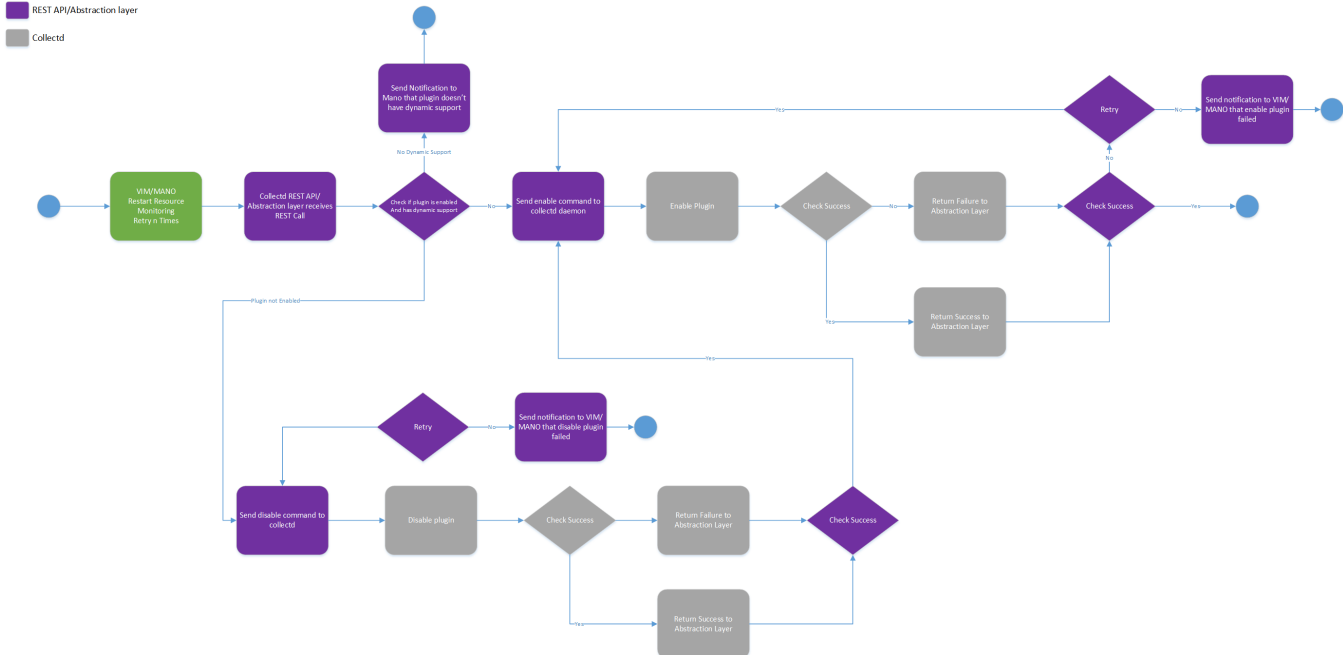 REST API/Abstraction layer
Collectd
Send Notification to
Mano that plugin doesn't
have dynamic support
No Dynamic Support
VIM/MANO
Restart Resource
Monitoring
Retry n Times
Collectd REST API/
Abstraction layer receives
REST Call
Check if plugin is enabled
And has dynamic support
No
Send enable command to
collectd daemon
Enable Plugin
Check Success
No
Return Failure to
Abstraction Layer
Check Success
Yes
Yes
Retry
No
Send notification to VIM/
MANO that enable plugin
failed
No
Yes
Return Success to
Abstraction Layer
Plugin not Enabled
Yes
Retry
No
Send notification to VIM/
MANO that disable plugin
failed
Send disable command to
collectd
Disable plugin
Check Success
Return Failure to
Abstraction Layer
Check Success
Yes
Return Success to
Abstraction Layer